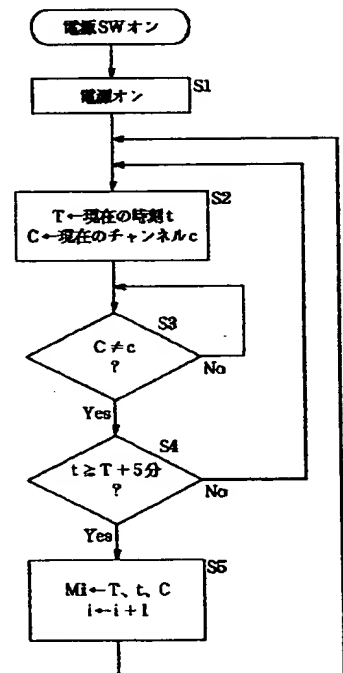 電源SWオン
電源オン
S1
S2
T←現在の時刻t
C←現在のチャンネルc
S3
C≠c
?
No
Yes
S4
t≧T+5分
?
No
Yes
S5
Mi←T、t、C
i←i+1